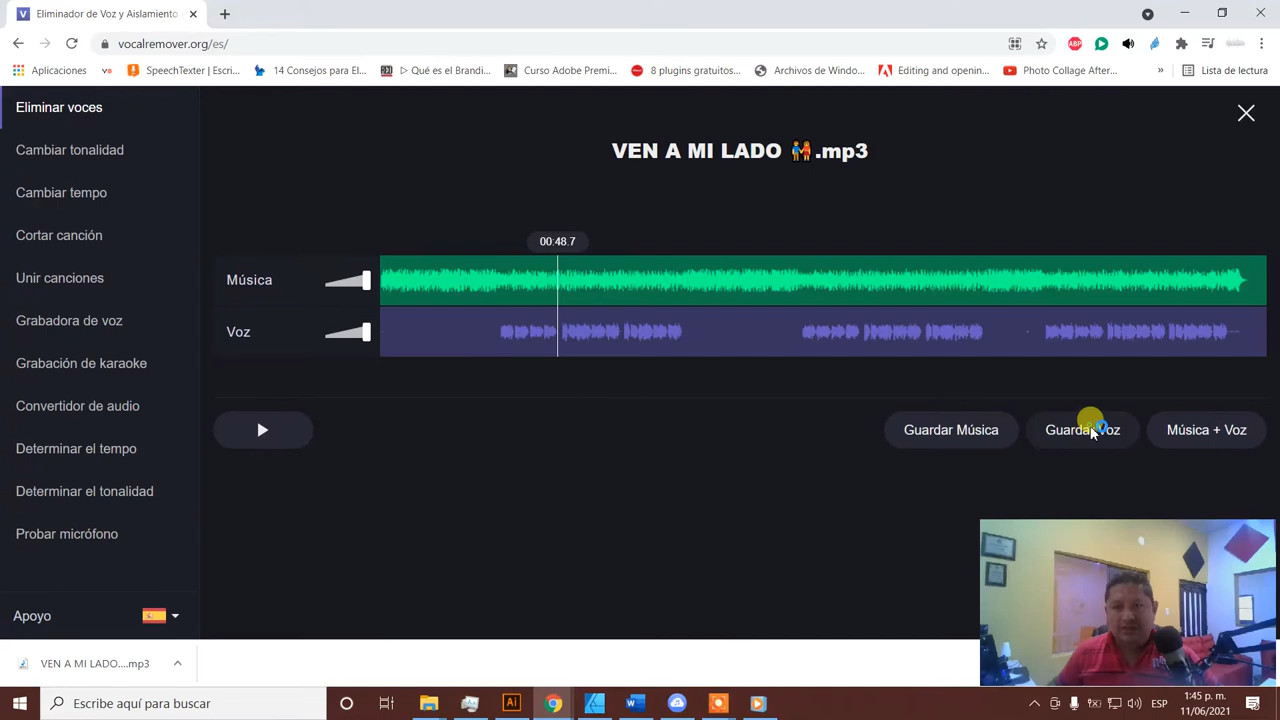 Eliminador de Voz y Aislamiento
vocalremover.org/es/
ABP
Aplicaciones
SpeechTexter | Escri...
14 Consejos para El...
▷ Qué es el Brandi...
Curso Adobe Premi...
8 plugins gratuitos...
Archivos de Windo...
Editing and openin...
Photo Collage After...
»
Lista de lectura
Eliminar voces
Cambiar tonalidad
Cambiar tempo
Cortar canción
Unir canciones
Grabadora de voz
Grabación de karaoke
Convertidor de audio
Determinar el tempo
Determinar el tonalidad
Probar micrófono
Apoyo
VEN A MI LADO 👫.mp3
00:48.7
Música
Voz
Guardar Música
Guardar Voz
Música + Voz
VEN A MI LADO....mp3
Escribe aquí para buscar
Ai
ESP
1:45 p. m.
11/06/2021